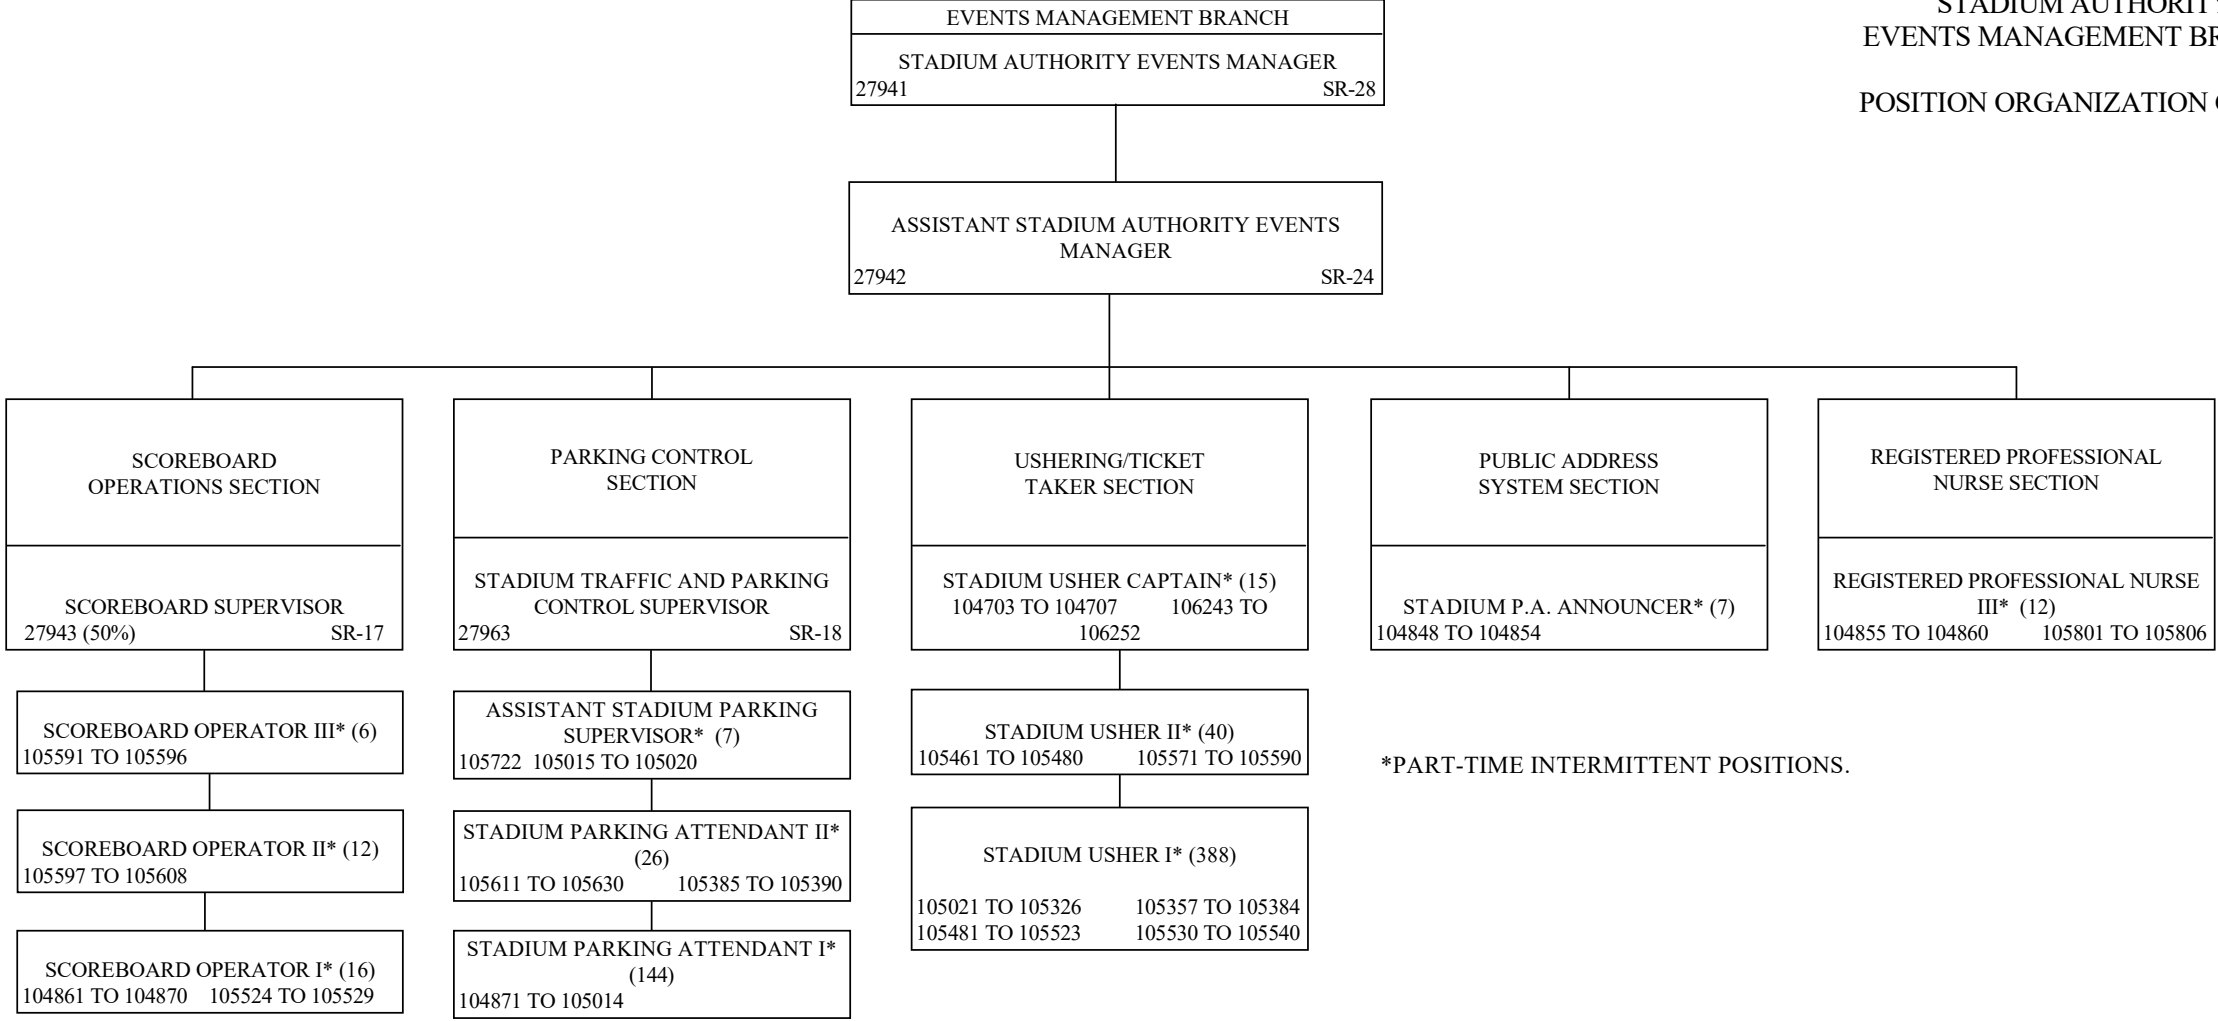 EVENTS MANAGEMENT BRANCH
STADIUM AUTHORITY EVENTS MANAGER
27941 SR-28
STADIUM AUTHORITY
EVENTS MANAGEMENT
POSITION ORGANIZATION
ASSISTANT STADIUM AUTHORITY EVENTS
MANAGER
27942 SR-24
SCOREBOARD
OPERATIONS SECTION
SCOREBOARD SUPERVISOR
27943 (50%) SR-17
SCOREBOARD OPERATOR III* (6)
105591 TO 105596
SCOREBOARD OPERATOR II* (12)
105597 TO 105608
SCOREBOARD OPERATOR I* (16)
104861 TO 104870 105524 TO 105529
PARKING CONTROL
SECTION
STADIUM TRAFFIC AND PARKING
CONTROL SUPERVISOR
27963 SR-18
ASSISTANT STADIUM PARKING
SUPERVISOR* (7)
105722 105015 TO 105020
STADIUM PARKING ATTENDANT II*
(26)
105611 TO 105630 105385 TO 105390
STADIUM PARKING ATTENDANT I*
(144)
104871 TO 105014
USHERING/TICKET
TAKER SECTION
STADIUM USHER CAPTAIN* (15)
104703 TO 104707 106243 TO
106252
STADIUM USHER II* (40)
105461 TO 105480 105571 TO 105590
STADIUM USHER I* (388)
105021 TO 105326 105357 TO 105384
105481 TO 105523 105530 TO 105540
PUBLIC ADDRESS
SYSTEM SECTION
STADIUM P.A. ANNOUNCER* (7)
104848 TO 104854
REGISTERED PROFESSIONAL
NURSE SECTION
REGISTERED PROFESSIONAL NURSE
III* (12)
104855 TO 104860 105801 TO 105806
*PART-TIME INTERMITTENT POSITIONS.